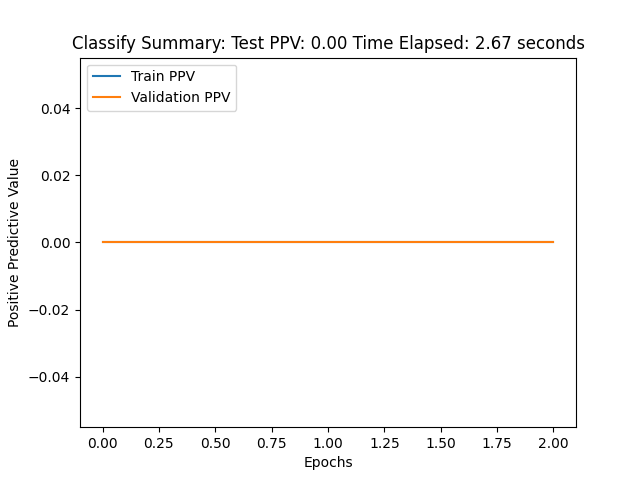 Classify Summary: Test PPV: 0.00 Time Elapsed: 2.67 seconds
Train PPV
Validation PPV
Positive Predictive Value
0.04
0.02
0.00
−0.02
−0.04
0.00 0.25 0.50 0.75 1.00 1.25 1.50 1.75 2.00
Epochs